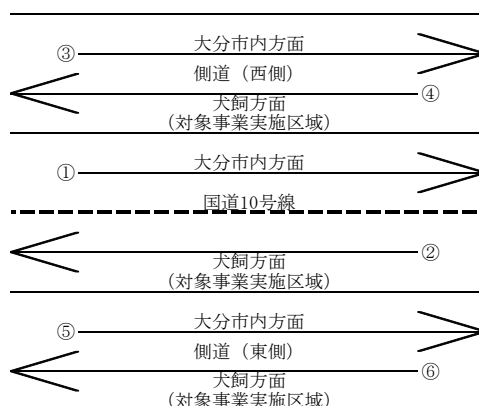 大分市内方面
③
側道（西側）
④
犬飼方面
（対象事業実施区域）
大分市内方面
①
国道10号線
②
犬飼方面
（対象事業実施区域）
大分市内方面
⑤
側道（東側）
⑥
犬飼方面
（対象事業実施区域）